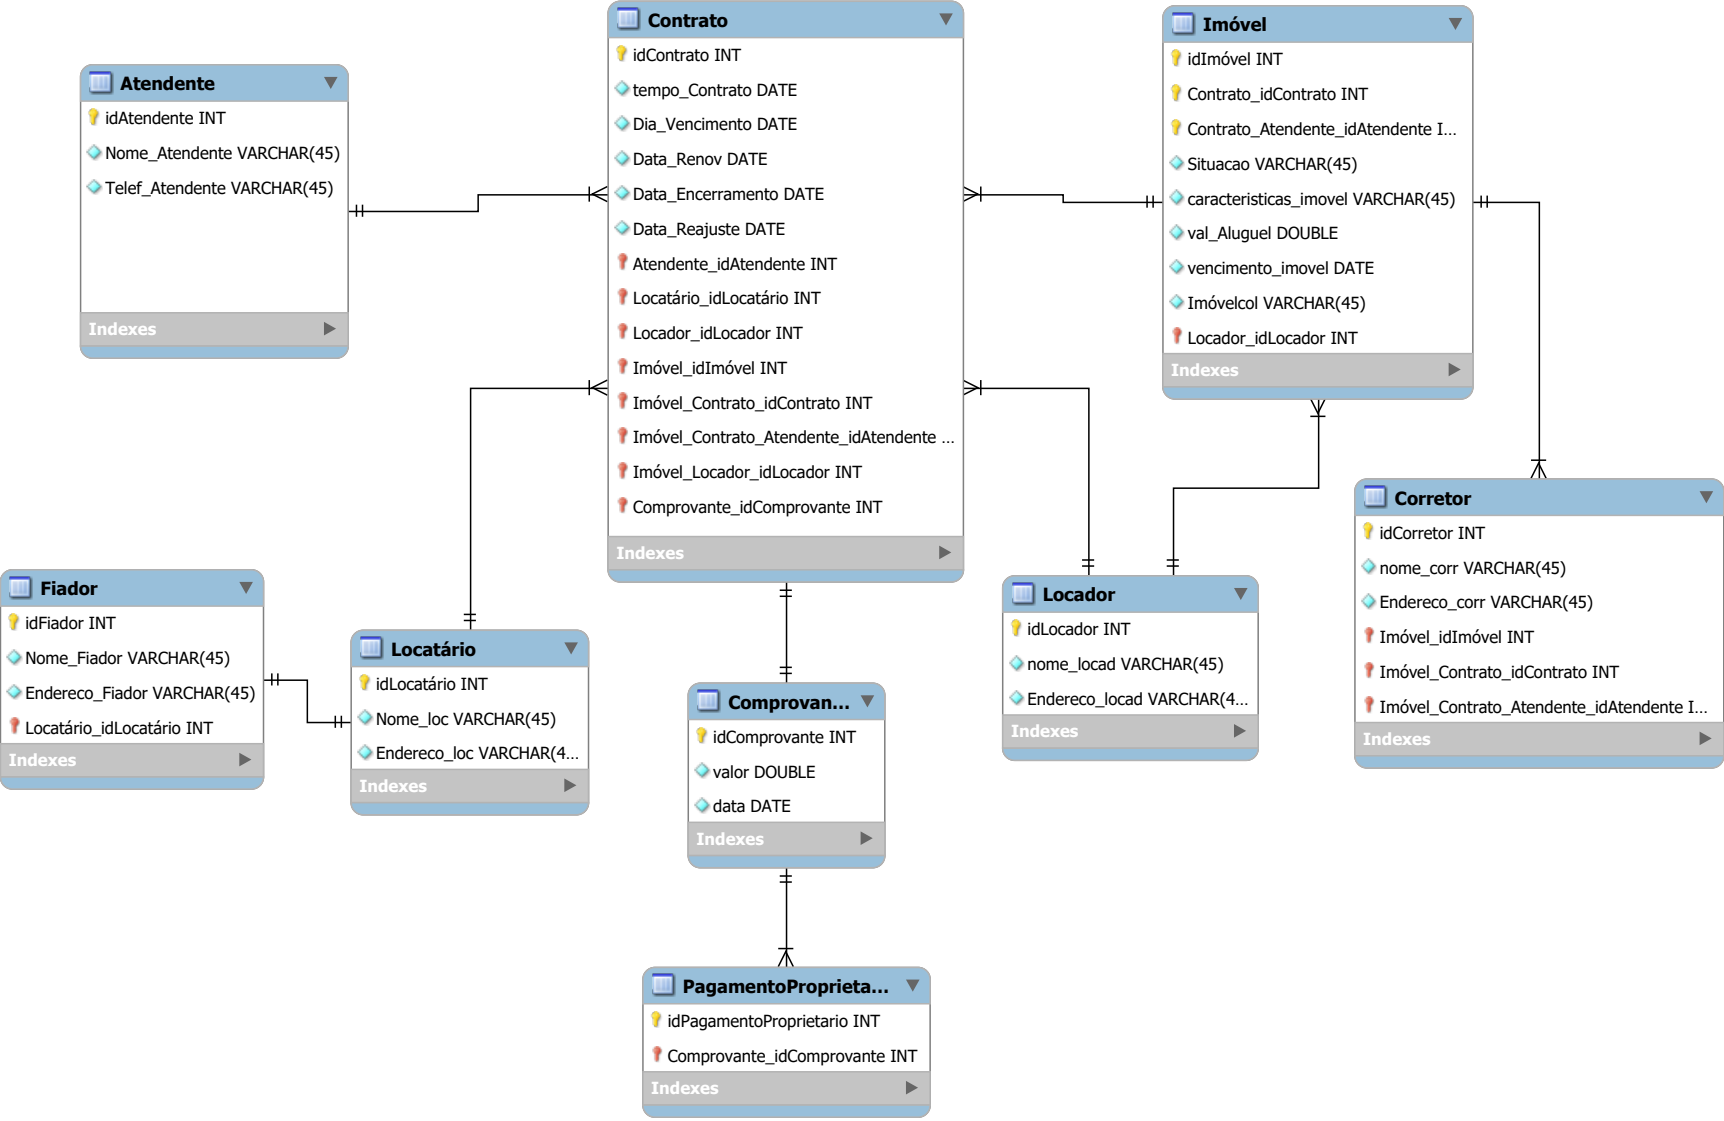 Atendente
idAtendente INT
Nome_Atendente VARCHAR(45)
Telef_Atendente VARCHAR(45)
Indexes
Contrato
idContrato INT
tempo_Contrato DATE
Dia_Vencimento DATE
Data_Renov DATE
Data_Encerramento DATE
Data_Reajuste DATE
Atendente_idAtendente INT
Locatário_idLocatário INT
Locador_idLocador INT
Imóvel_idImóvel INT
Imóvel_Contrato_idContrato INT
Imóvel_Contrato_Atendente_idAtendente ...
Imóvel_Locador_idLocador INT
Comprovante_idComprovante INT
Indexes
Imóvel
idImóvel INT
Contrato_idContrato INT
Contrato_Atendente_idAtendente I...
Situacao VARCHAR(45)
caracteristicas_imovel VARCHAR(45)
val_Aluguel DOUBLE
vencimento_imovel DATE
Imóvelcol VARCHAR(45)
Locador_idLocador INT
Indexes
Fiador
idFiador INT
Nome_Fiador VARCHAR(45)
Endereco_Fiador VARCHAR(45)
Locatário_idLocatário INT
Indexes
Locatário
idLocatário INT
Nome_loc VARCHAR(45)
Endereco_loc VARCHAR(4...
Indexes
Comprovan...
idComprovante INT
valor DOUBLE
data DATE
Indexes
Locador
idLocador INT
nome_locad VARCHAR(45)
Endereco_locad VARCHAR(4...
Indexes
Corretor
idCorretor INT
nome_corr VARCHAR(45)
Endereco_corr VARCHAR(45)
Imóvel_idImóvel INT
Imóvel_Contrato_idContrato INT
Imóvel_Contrato_Atendente_idAtendente I...
Indexes
PagamentoProprieta...
idPagamentoProprietario INT
Comprovante_idComprovante INT
Indexes